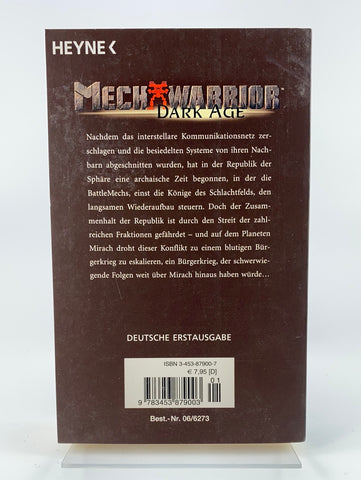 HEYNE<
MECHWARRIOR™
DARK AGE
Nachdem das interstellare Kommunikationsnetz zer-
schlagen und die besiedelten Systeme von ihren Nach-
barn abgeschnitten wurden, hat in der Republik der
Sphäre eine archaische Zeit begonnen, in der die
BattleMechs, einst die Könige des Schlachtfelds, den
langsamen Wiederaufbau steuern. Doch der Zusam-
menhalt der Republik ist durch den Streit der zahl-
reichen Fraktionen gefährdet – und auf dem Planeten
Mirach droht dieser Konflikt zu einem blutigen Bür-
gerkrieg zu eskalieren, ein Bürgerkrieg, der schwerwie-
gende Folgen weit über Mirach hinaus haben würde...
DEUTSCHE ERSTAUSGABE
ISBN 3-453-87900-7
€ 7,95 [D]
01
9 783453 879003
Best.-Nr. 06/6273